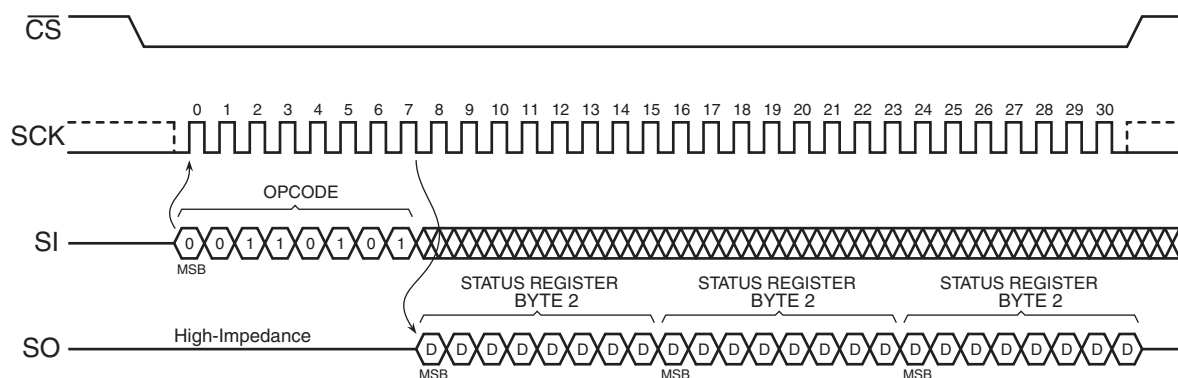 CS
0 1 2 3 4 5 6 7 8 9 10 11 12 13 14 15 16 17 18 19 20 21 22 23 24 25 26 27 28 29 30
SCK
OPCODE
SI
0 0 1 1 0 1 0 1
MSB
STATUS REGISTER
BYTE 2
STATUS REGISTER
BYTE 2
STATUS REGISTER
BYTE 2
High-Impedance
SO
D D D D D D D D D D D D D D D D D D D D D D D D
MSB MSB MSB